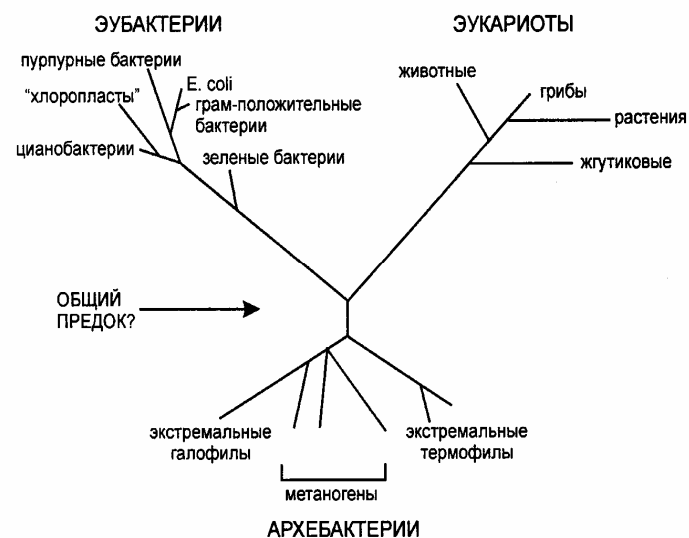 ЭУБАКТЕРИИ
ЭУКАРИОТЫ
пурпурные бактерии
E. coli
"хлоропласты"
грам-положительные
бактерии
цианобактерии
зеленые бактерии
животные
грибы
растения
жгутиковые
ОБЩИЙ
ПРЕДОК?
экстремальные
галофилы
экстремальные
термофилы
метаногены
АРХЕБАКТЕРИИ